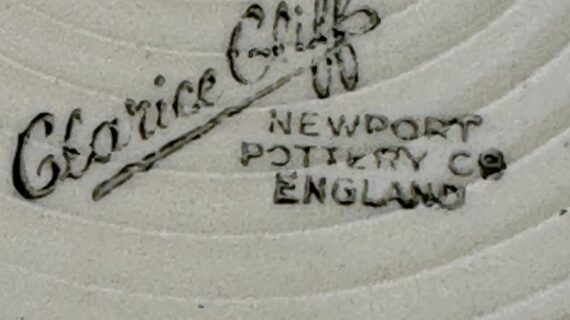 Clarice Cliff
NEWPORT
POTTERY CO
ENGLAND